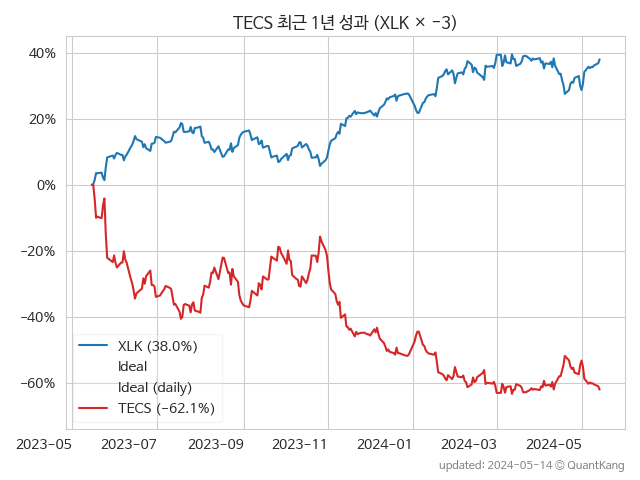 TECS 최근 1년 성과 (XLK × −3)
40%
20%
0%
−20%
−40%
−60%
XLK (38.0%)
Ideal
Ideal (daily)
TECS (−62.1%)
2023−05 2023−07 2023−09 2023−11 2024−01 2024−03 2024−05
updated: 2024−05−14 © QuantKang